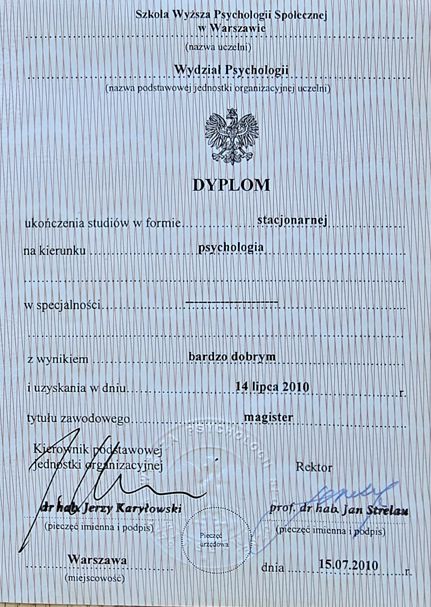 Szkoła Wyższa Psychologii Społecznej
w Warszawie
(nazwa uczelni)
Wydział Psychologii
(nazwa podstawowej jednostki organizacyjnej uczelni)
DYPLOM
ukończenia studiów w formie stacjonarnej
na kierunku psychologia
w specjalności --------------------
z wynikiem bardzo dobrym
i uzyskania w dniu 14 lipca 2010 r.
tytułu zawodowego magister
Kierownik podstawowej
jednostki organizacyjnej
Rektor
dr hab. Jerzy Karyłowski
prof. dr hab. Jan Strelau
(pieczęć imienna i podpis)
(pieczęć imienna i podpis)
Pieczęć
urzędowa
Warszawa
(miejscowość)
dnia 15.07.2010 r.